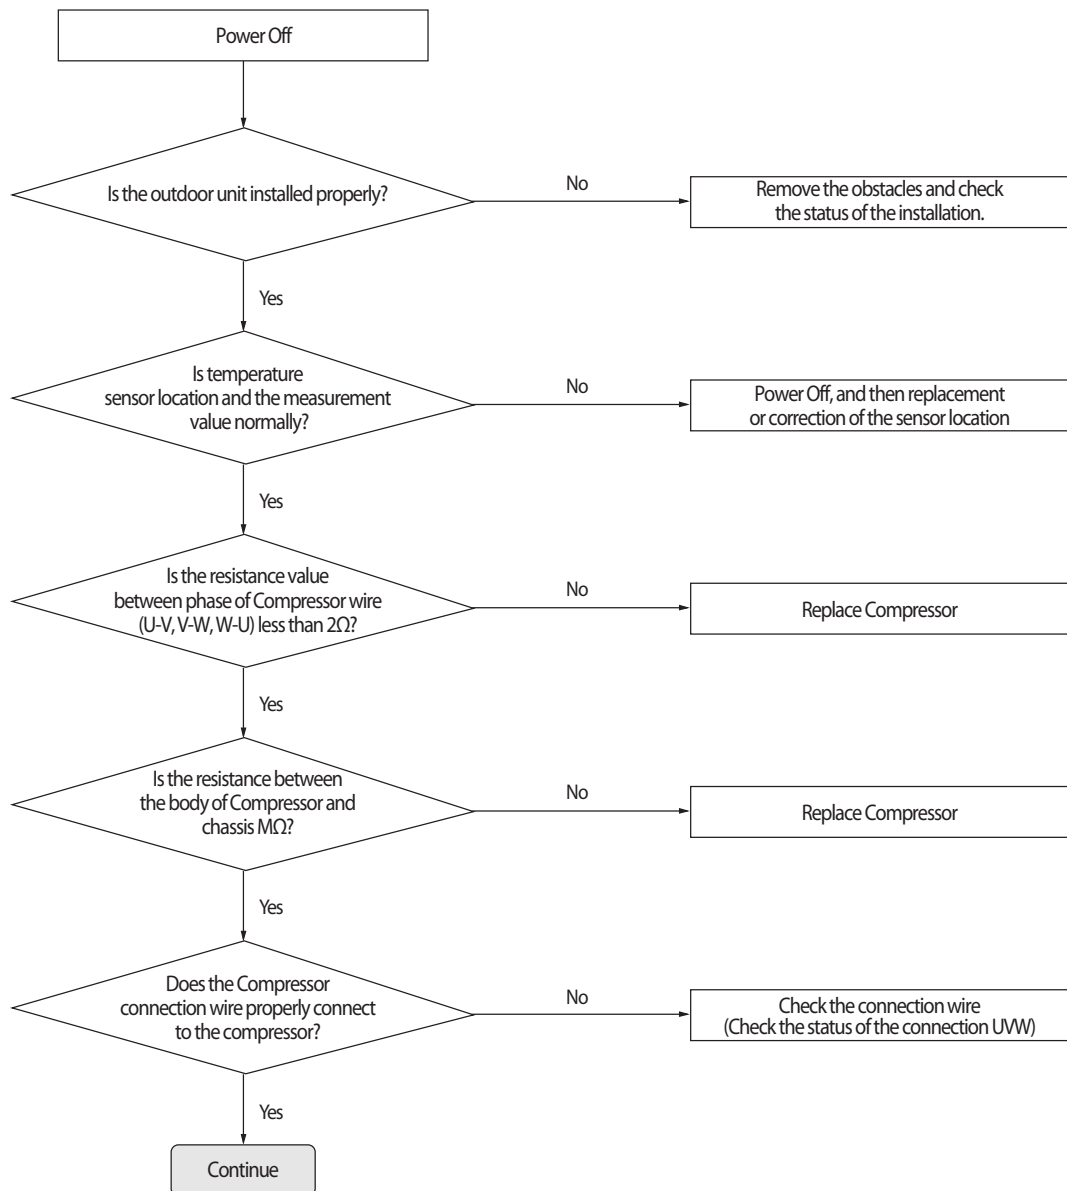 Power Off
Is the outdoor unit installed properly?
No
Remove the obstacles and check
the status of the installation.
Yes
Is temperature
sensor location and the measurement
value normally?
No
Power Off, and then replacement
or correction of the sensor location
Yes
Is the resistance value
between phase of Compressor wire
(U-V, V-W, W-U) less than 2Ω?
No
Replace Compressor
Yes
Is the resistance between
the body of Compressor and
chassis MΩ?
No
Replace Compressor
Yes
Does the Compressor
connection wire properly connect
to the compressor?
No
Check the connection wire
(Check the status of the connection UVW)
Yes
Continue